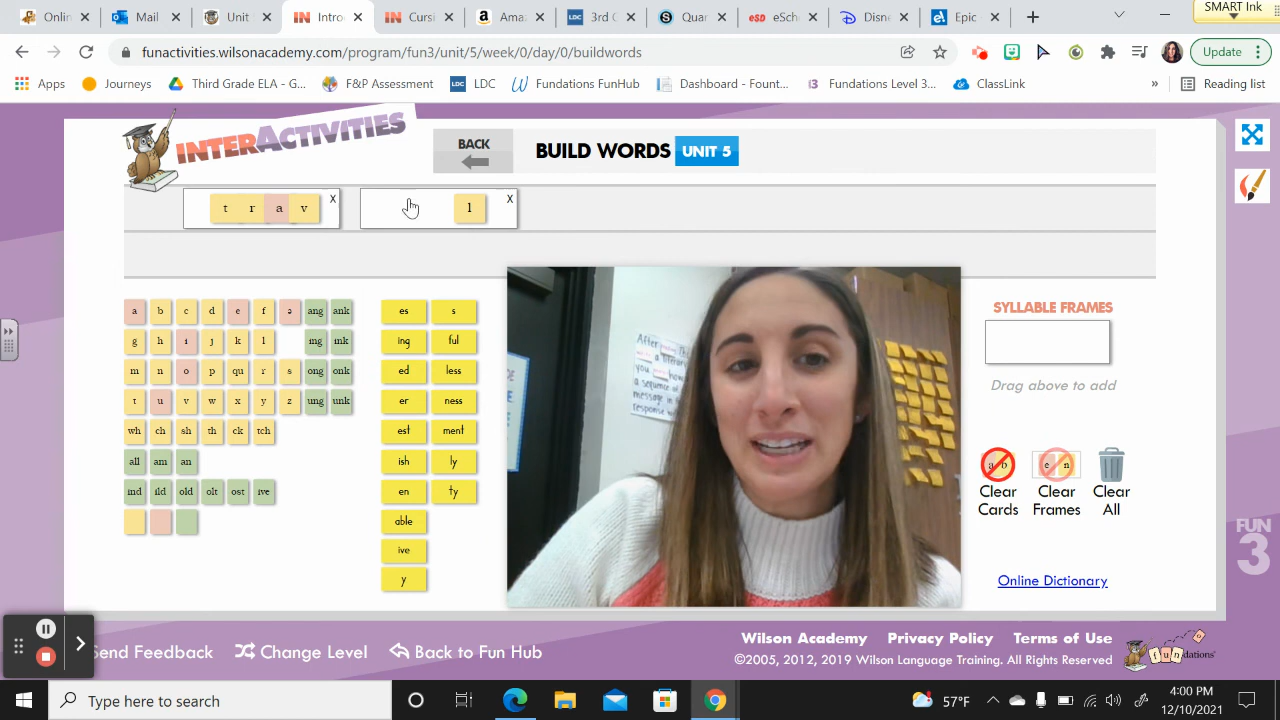 Onlin
Mail
Unit
Intro
Cursi
Amaz
3rd G
Quar
eSch
Disne
Epic
SMART Ink
funactivities.wilsonacademy.com/program/fun3/unit/5/week/0/day/0/buildwords
Update
Apps
Journeys
Third Grade ELA - G...
F&P Assessment
LDC
Fundations FunHub
Dashboard - Fount...
Fundations Level 3...
ClassLink
»
Reading list
INTERACTIVITIES
BACK
BUILD WORDS UNIT 5
t r a v X
l X
a b c d e f ə ang ank
g h i j k l ing ink
m n o p qu r s ong onk
t u v w x y z ung unk
wh ch sh th ck tch
all am an
ind ild old olt ost ive
es s
ing ful
ed less
er ness
est ment
ish ly
en ty
able
ive
y
After
SYLLABLE FRAMES
Drag above to add
a b
e n
Clear Cards
Clear Frames
Clear All
Online Dictionary
FUN
3
Send Feedback
Change Level
Back to Fun Hub
Wilson Academy Privacy Policy Terms of Use
©2005, 2012, 2019 Wilson Language Training. All Rights Reserved
fundations
Type here to search
57°F
4:00 PM
12/10/2021